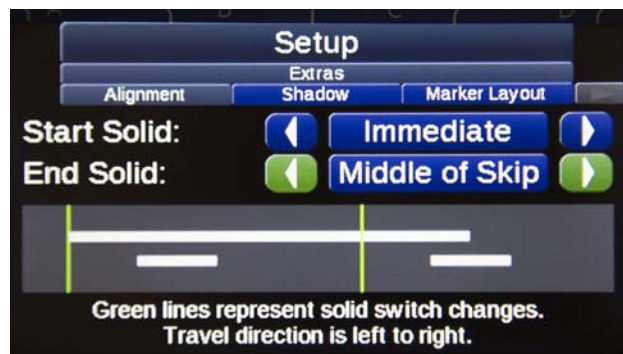 Setup
Extras
Alignment Shadow Marker Layout
Start Solid: Immediate
End Solid: Middle of Skip
Green lines represent solid switch changes.
Travel direction is left to right.